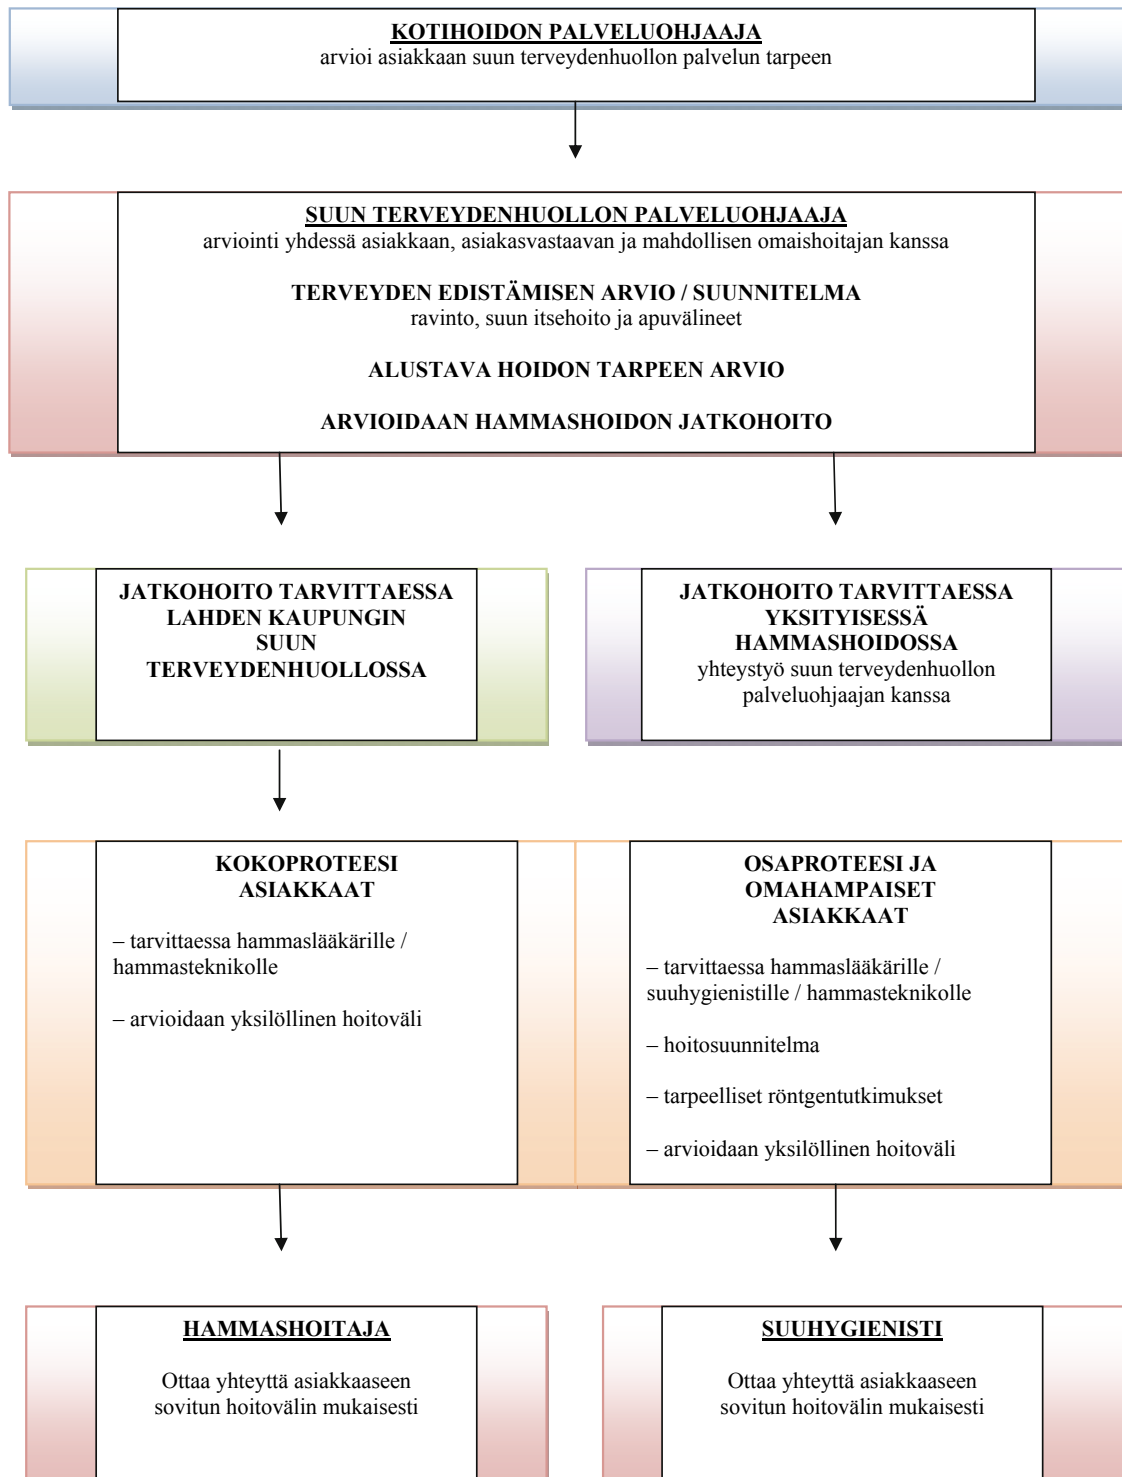 KOTIHOIDON PALVELUOHJAAJA
arvioi asiakkaan suun terveydenhuollon palvelun tarpeen
SUUN TERVEYDENHUOLLON PALVELUOHJAAJA
arviointi yhdessä asiakkaan, asiakasvastaavan ja mahdollisen omaishoitajan kanssa
TERVEYDEN EDISTÄMISEN ARVIO / SUUNNITELMA
ravinto, suun itsehoito ja apuvälineet
ALUSTAVA HOIDON TARPEEN ARVIO
ARVIOIDAAN HAMMASHOIDON JATKOHOITO
JATKOHOITO TARVITTAESSA
LAHDEN KAUPUNGIN
SUUN
TERVEYDENHUOLLOSSA
JATKOHOITO TARVITTAESSA
YKSITYISESSÄ
HAMMASHOIDOSSA
yhteystyö suun terveydenhuollon
palveluohjaajan kanssa
KOKOPROTEESI
ASIAKKAAT
– tarvittaessa hammaslääkärille /
hammasteknikolle
– arvioidaan yksilöllinen hoitoväli
OSAPROTEESI JA
OMAHAMPAISET
ASIAKKAAT
– tarvittaessa hammaslääkärille /
suuhygienistille / hammasteknikolle
– hoitosuunnitelma
– tarpeelliset röntgentutkimukset
– arvioidaan yksilöllinen hoitoväli
HAMMASHOITAJA
Ottaa yhteyttä asiakkaaseen
sovitun hoitovälin mukaisesti
SUUHYGIENISTI
Ottaa yhteyttä asiakkaaseen
sovitun hoitovälin mukaisesti